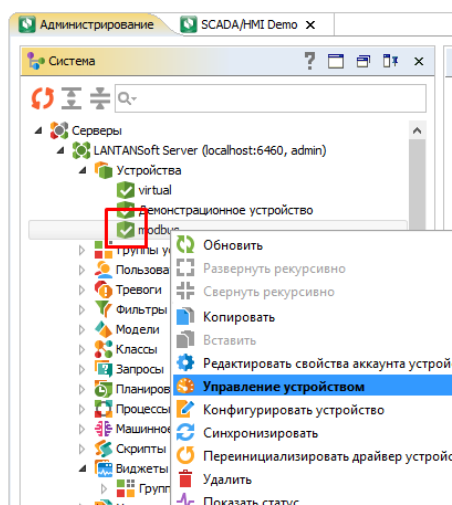 Администрирование
SCADA/HMI Demo
Система
Серверы
LANTANSoft Server (localhost:6460, admin)
Устройства
virtual
Демонстрационное устройство
modbus
Группы у
Обновить
Развернуть рекурсивно
Пользова
Тревоги
Свернуть рекурсивно
Фильтры
Копировать
Модели
Вставить
Классы
Редактировать свойства аккаунта устрой
Запросы
Управление устройством
Планиров
Процессы
Конфигурировать устройство
Машинное
Синхронизировать
Скрипты
Переинициализировать драйвер устройс
Виджеты
Удалить
Групп
Показать статус